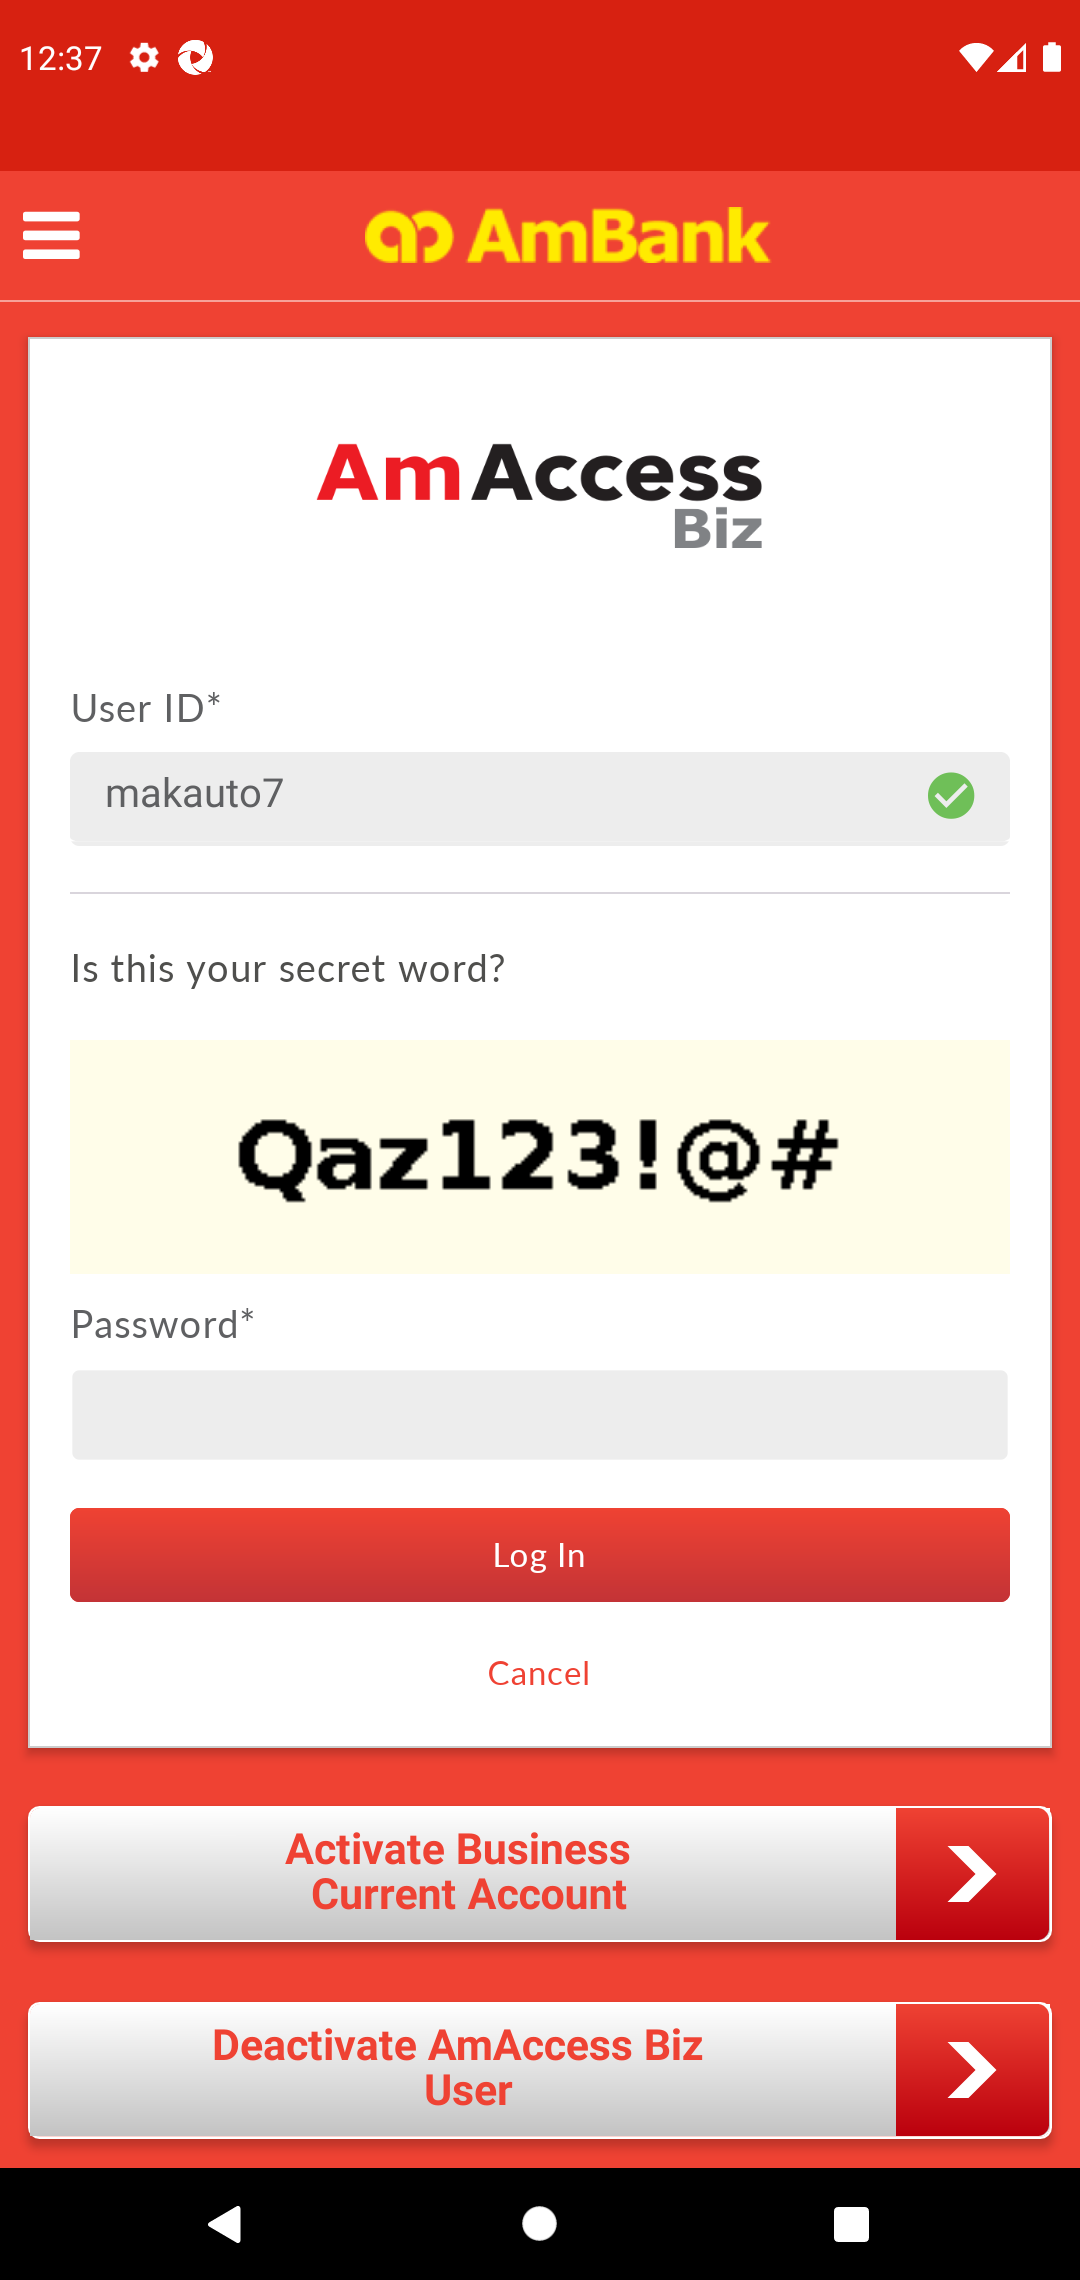 12:37
AmBank
AmAccess
Biz
User ID*
makauto7
Is this your secret word?
Qaz123!@#
Password*
Log In
Cancel
Activate Business
Current Account
Deactivate AmAccess Biz
User